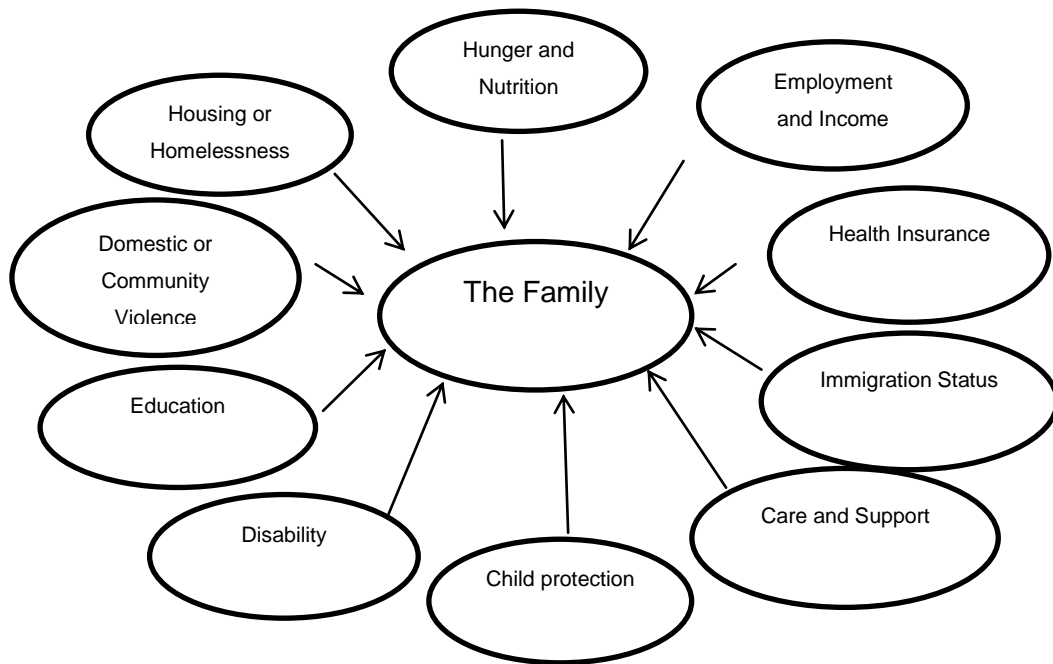 Hunger and
Nutrition
Employment
and Income
Housing or
Homelessness
Domestic or
Community
Violence
Health Insurance
The Family
Immigration Status
Education
Care and Support
Disability
Child protection